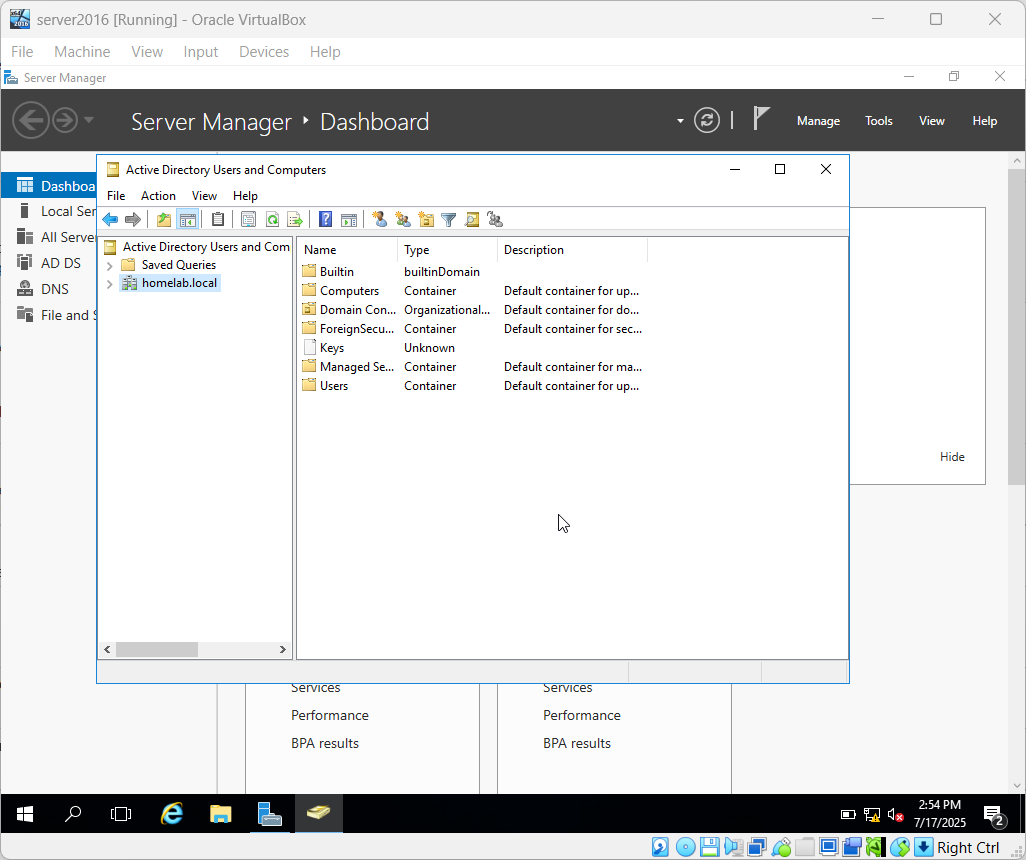 server2016 [Running] - Oracle VirtualBox
File Machine View Input Devices Help
Server Manager
Server Manager Dashboard
Manage Tools View Help
Dashboa
Local Ser
All Serve
AD DS
DNS
File and S
Active Directory Users and Computers
File Action View Help
Active Directory Users and Com
Saved Queries
homelab.local
Name Type Description
Builtin builtinDomain
Computers Container Default container for up...
Domain Con... Organizational... Default container for do...
ForeignSecu... Container Default container for sec...
Keys Unknown
Managed Se... Container Default container for ma...
Users Container Default container for up...
Hide
Services Services
Performance Performance
BPA results BPA results
2:54 PM
7/17/2025
2
Right Ctrl